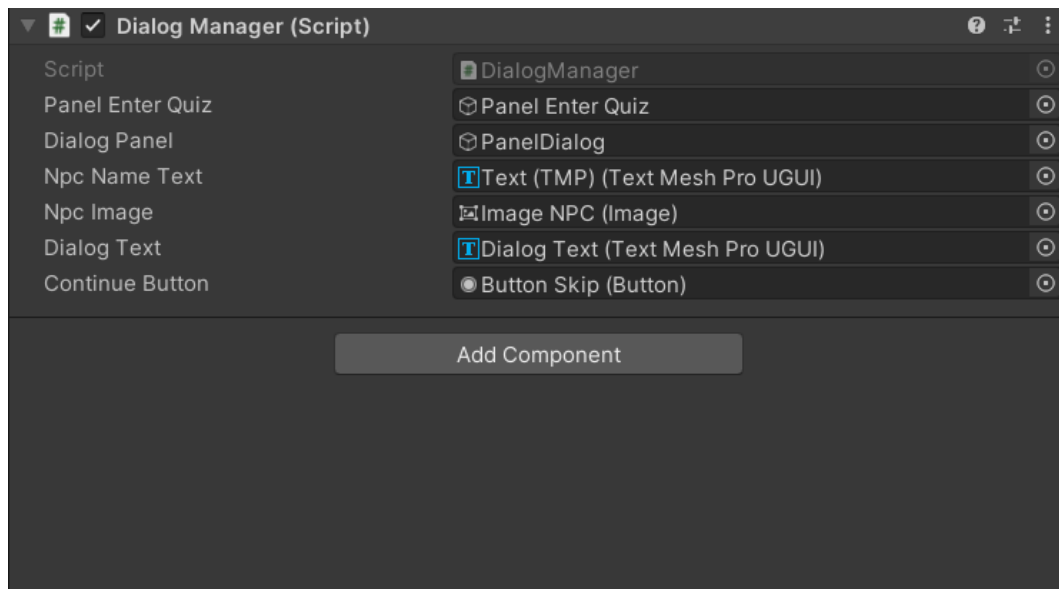 Dialog Manager (Script)
Script DialogManager
Panel Enter Quiz Panel Enter Quiz
Dialog Panel PanelDialog
Npc Name Text Text (TMP) (Text Mesh Pro UGUI)
Npc Image Image NPC (Image)
Dialog Text Dialog Text (Text Mesh Pro UGUI)
Continue Button Button Skip (Button)
Add Component